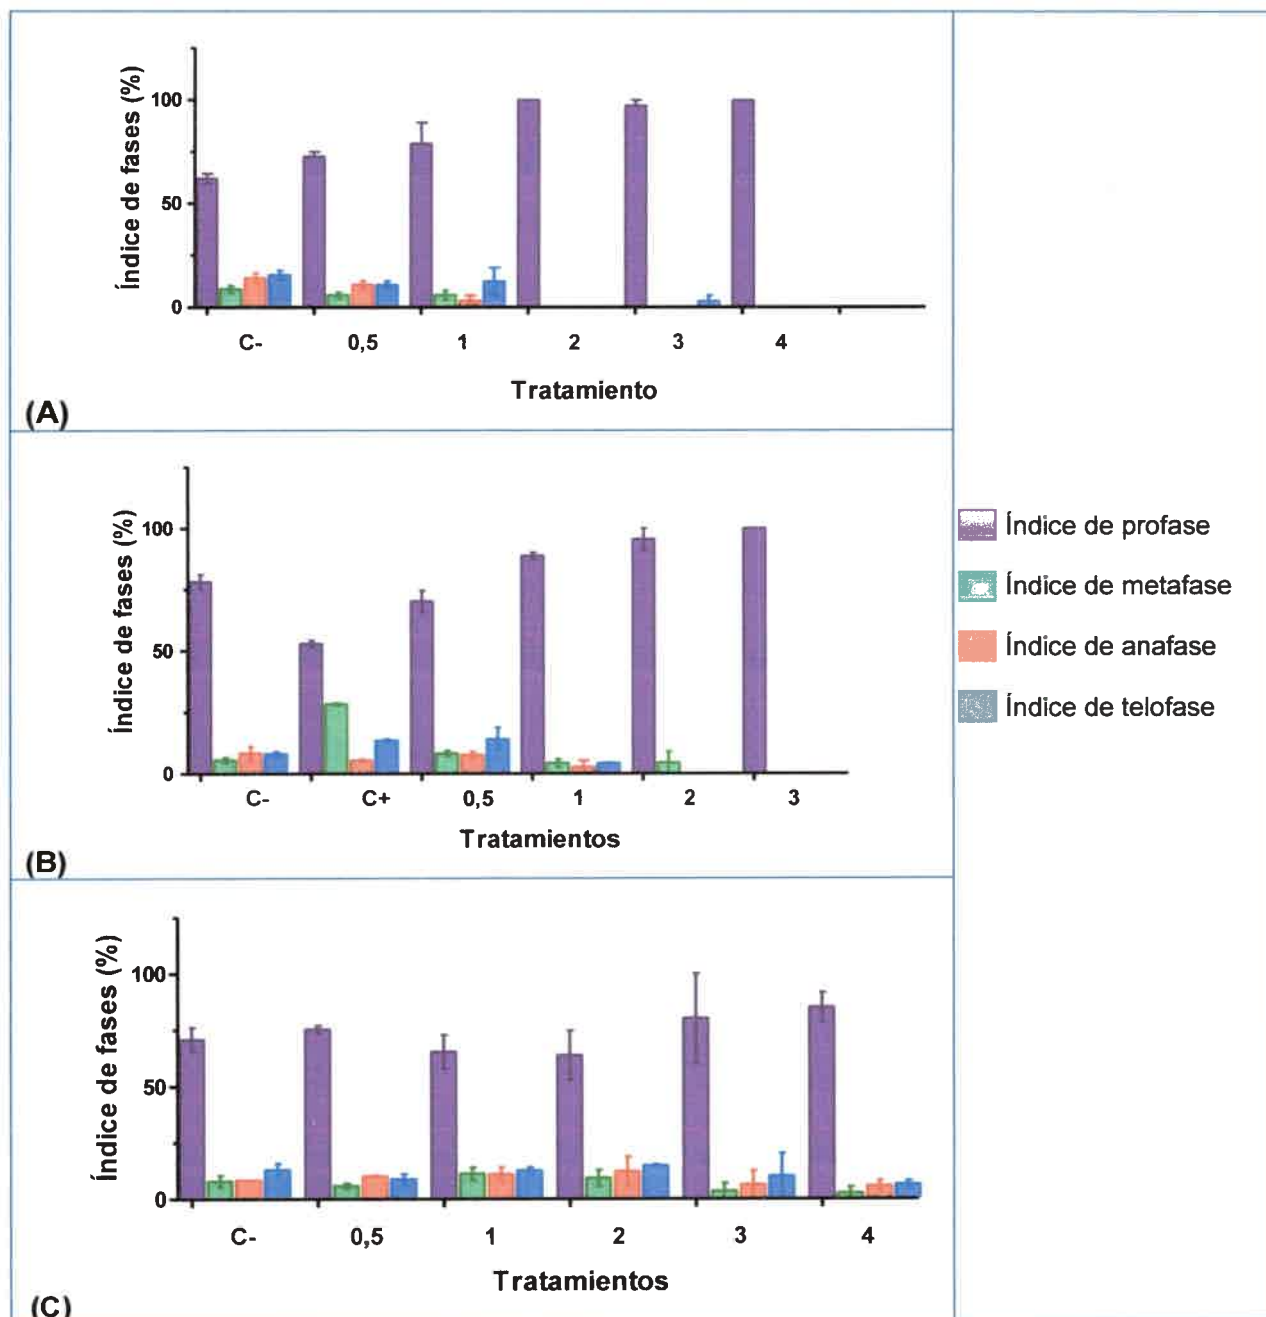 Índice de fases (%)
100
50
0
C- 0,5 1 2 3 4
Tratamiento
(A)
Índice de fases (%)
100
50
0
C- C+ 0,5 1 2 3
Tratamientos
(B)
Índice de fases (%)
100
50
0
C- 0,5 1 2 3 4
Tratamientos
(C)
Índice de profase
Índice de metafase
Índice de anafase
Índice de telofase